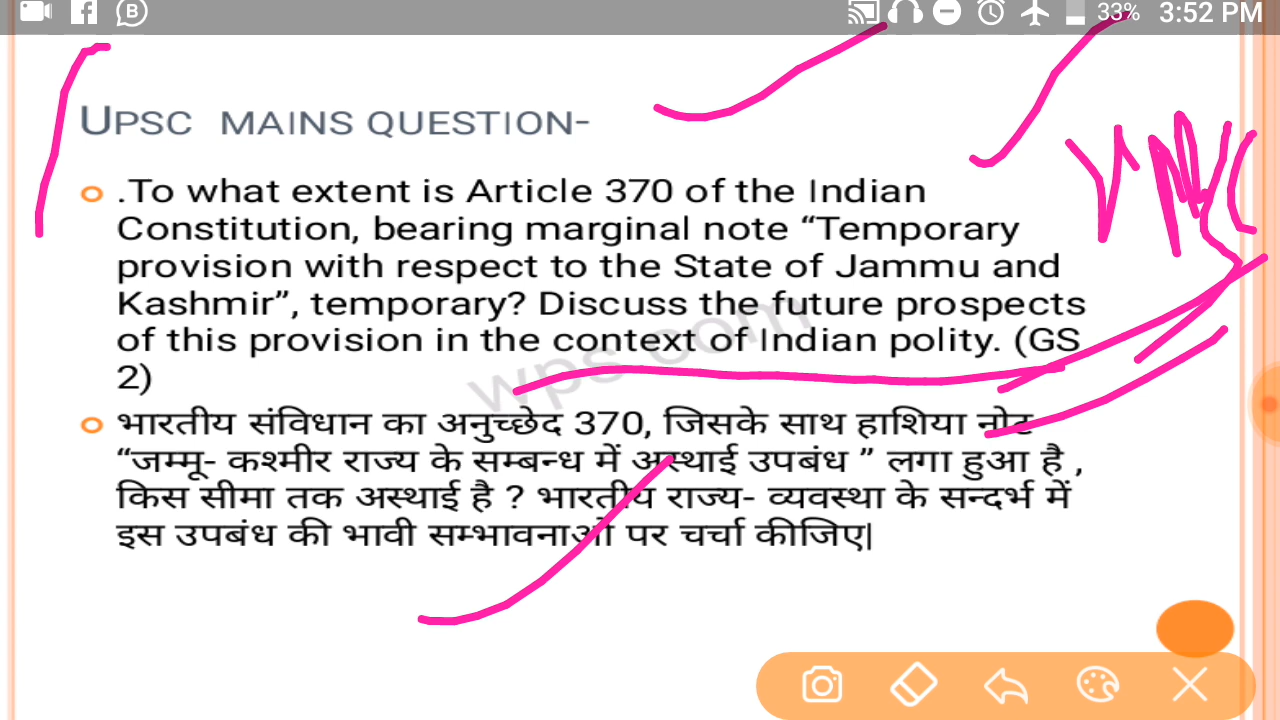 33% 3:52 PM
UPSC MAINS QUESTION-
.To what extent is Article 370 of the Indian
Constitution, bearing marginal note “Temporary
provision with respect to the State of Jammu and
Kashmir”, temporary? Discuss the future prospects
of this provision in the context of Indian polity. (GS
2)
भारतीय संविधान का अनुच्छेद 370, जिसके साथ हाशिया नोट
“जम्मू- कश्मीर राज्य के सम्बन्ध में अस्थाई उपबंध ” लगा हुआ है ,
किस सीमा तक अस्थाई है ? भारतीय राज्य- व्यवस्था के सन्दर्भ में
इस उपबंध की भावी सम्भावनाओ पर चर्चा कीजिए|
wps.com